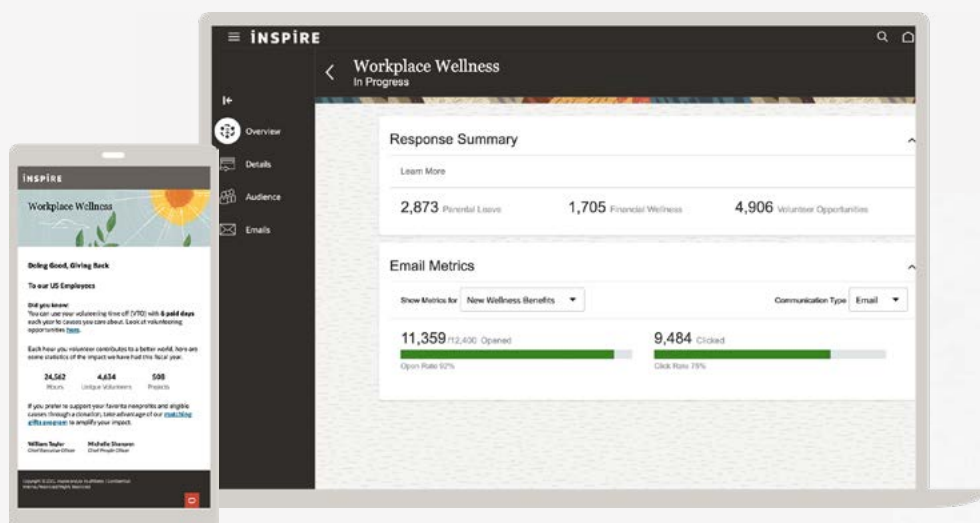 INSPIRE
Workplace Wellness
In Progress
Overview
Details
Audience
Emails
Response Summary
Learn More
2,873 Parental Leave
1,705 Financial Wellness
4,906 Volunteer Opportunities
Email Metrics
Show Metrics for New Wellness Benefits
Communication Type Email
11,359 /12,400 Opened
9,484 Clicked
Open Rate 92%
Click Rate 76%
INSPIRE
Workplace Wellness
Doing Good, Giving Back
To our US Employees
Did you know?
You can use your volunteering time off (VTO) with 6 paid days
each year to causes you care about. Look at volunteering
opportunities here.
Each hour you volunteer contributes to a better world. here are
some statistics of the impact we have had this fiscal year.
24,562 4,634 508
Hours Unique Volunteers Projects
If you prefer to support your favorite nonprofits and eligible
causes through a donation, take advantage of our matching
gifts program to amplify your impact.
William Taylor
Michelle
Chief Executive Officer
Chief People Officer